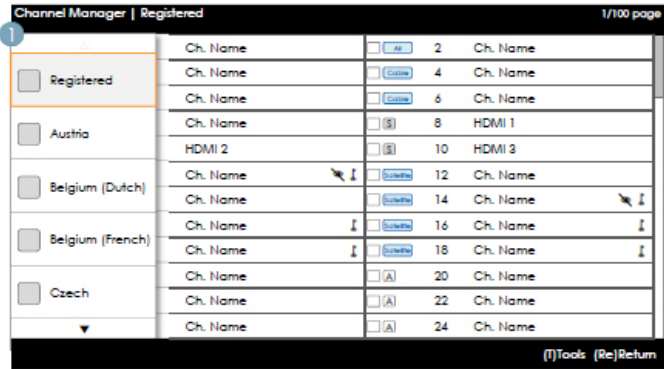 Channel Manager | Registered 1/100 page
1
Registered
Austria
Belgium (Dutch)
Belgium (French)
Czech
Ch. Name Air 2 Ch. Name
Ch. Name Cable 4 Ch. Name
Ch. Name Cable 6 Ch. Name
Ch. Name S 8 HDMI 1
HDMI 2 S 10 HDMI 3
Ch. Name Satellite 12 Ch. Name
Ch. Name Satellite 14 Ch. Name
Ch. Name Satellite 16 Ch. Name
Ch. Name Satellite 18 Ch. Name
Ch. Name A 20 Ch. Name
Ch. Name A 22 Ch. Name
Ch. Name A 24 Ch. Name
(T)Tools (Re)Return